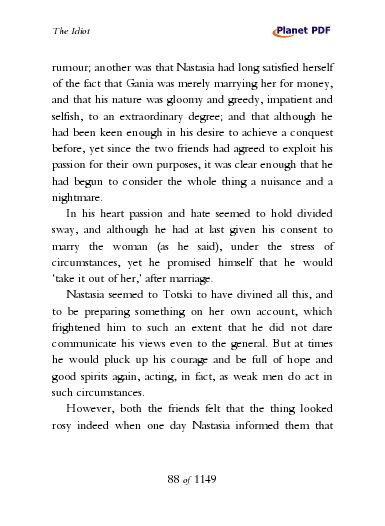 The Idiot
Planet PDF
rumour; another was that Nastasia had long satisfied herself
of the fact that Gania was merely marrying her for money,
and that his nature was gloomy and greedy, impatient and
selfish, to an extraordinary degree; and that although he
had been keen enough in his desire to achieve a conquest
before, yet since the two friends had agreed to exploit his
passion for their own purposes, it was clear enough that he
had begun to consider the whole thing a nuisance and a
nightmare.
In his heart passion and hate seemed to hold divided
sway, and although he had at last given his consent to
marry the woman (as he said), under the stress of
circumstances, yet he promised himself that he would
‘take it out of her,’ after marriage.
Nastasia seemed to Totski to have divined all this, and
to be preparing something on her own account, which
frightened him to such an extent that he did not dare
communicate his views even to the general. But at times
he would pluck up his courage and be full of hope and
good spirits again, acting, in fact, as weak men do act in
such circumstances.
However, both the friends felt that the thing looked
rosy indeed when one day Nastasia informed them that
88 of 1149